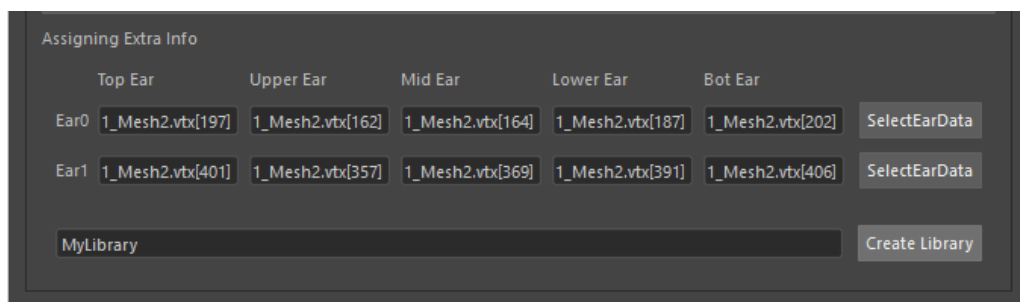 Assigning Extra Info
Top Ear Upper Ear Mid Ear Lower Ear Bot Ear
Ear0 1_Mesh2.vtx[197] 1_Mesh2.vtx[162] 1_Mesh2.vtx[164] 1_Mesh2.vtx[187] 1_Mesh2.vtx[202] SelectEarData
Ear1 1_Mesh2.vtx[401] 1_Mesh2.vtx[357] 1_Mesh2.vtx[369] 1_Mesh2.vtx[391] 1_Mesh2.vtx[406] SelectEarData
MyLibrary Create Library